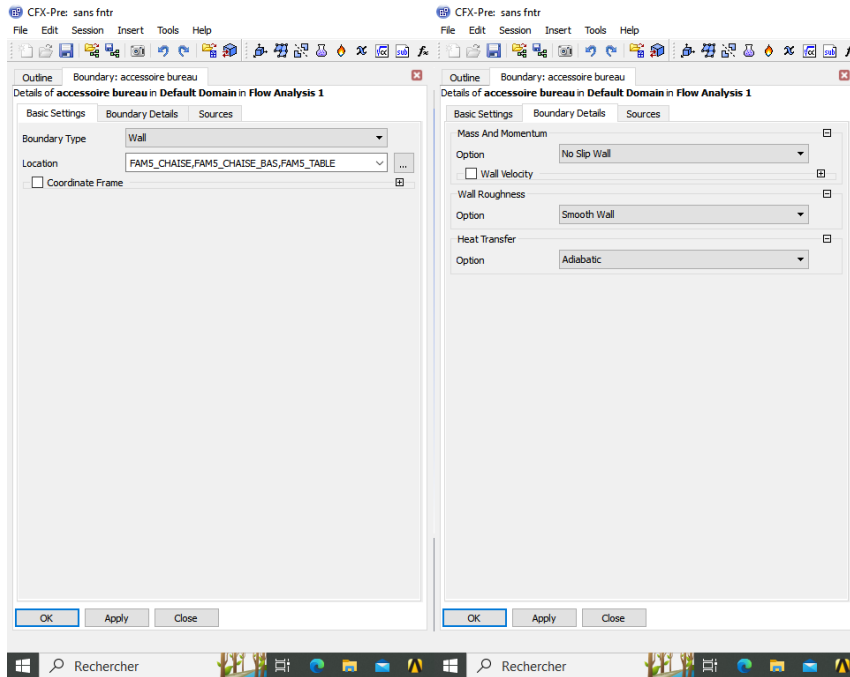 CFX-Pre: sans fntr
File Edit Session Insert Tools Help
Outline Boundary: accessoire bureau
Details of accessoire bureau in Default Domain in Flow Analysis 1
Basic Settings Boundary Details Sources
Boundary Type Wall
Location FAM5_CHAISE,FAM5_CHAISE_BAS,FAM5_TABLE ...
Coordinate Frame
OK Apply Close
Rechercher
CFX-Pre: sans fntr
File Edit Session Insert Tools Help
Outline Boundary: accessoire bureau
Details of accessoire bureau in Default Domain in Flow Analysis 1
Basic Settings Boundary Details Sources
Mass And Momentum
Option No Slip Wall
Wall Velocity
Wall Roughness
Option Smooth Wall
Heat Transfer
Option Adiabatic
OK Apply Close
Rechercher